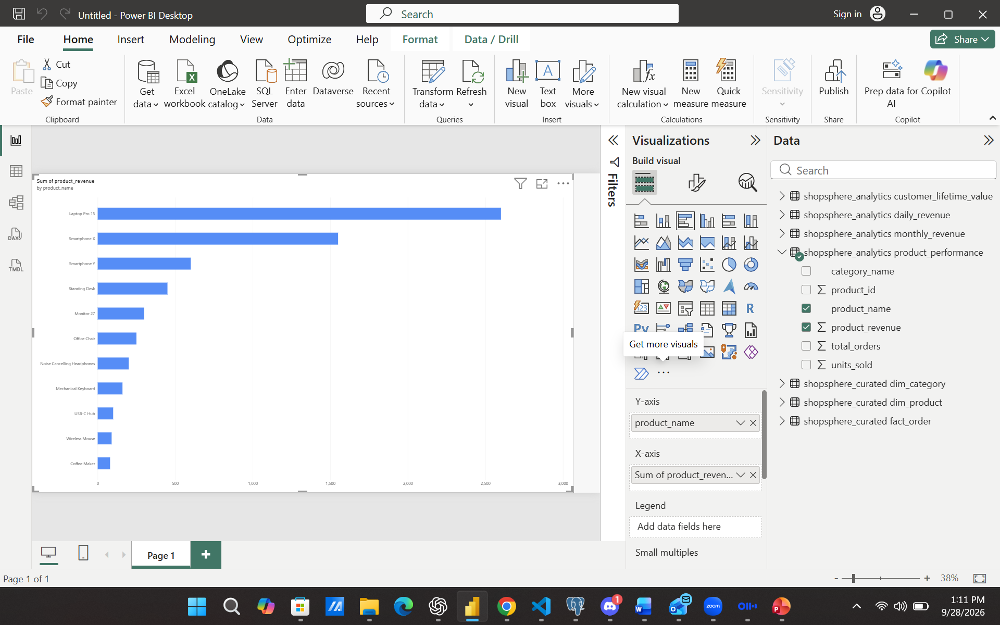 Untitled - Power BI Desktop
Search
Sign in
File
Home
Insert
Modeling
View
Optimize
Help
Format
Data / Drill
Share
Paste
Cut
Copy
Format painter
Clipboard
Get data
Excel workbook
OneLake catalog
SQL Server
Enter data
Dataverse
Recent sources
Data
Transform data
Refresh
Queries
New visual
Text box
More visuals
Insert
New visual calculation
New measure
Quick measure
Calculations
Sensitivity
Sensitivity
Publish
Share
Prep data for AI
Copilot
Copilot
DAX
TMDL
Sum of product_revenue
by product_name
Laptop Pro 15
Smartphone X
Smartphone Y
Standing Desk
Monitor 27
Office Chair
Noise Cancelling Headphones
Mechanical Keyboard
USB-C Hub
Wireless Mouse
Coffee Maker
0
500
1,000
1,500
2,000
2,500
3,000
Filters
Visualizations
Build visual
123
R
Py
Get more visuals
Y-axis
product_name
X-axis
Sum of product_reven...
Legend
Add data fields here
Small multiples
Data
Search
shopsphere_analytics customer_lifetime_value
shopsphere_analytics daily_revenue
shopsphere_analytics monthly_revenue
shopsphere_analytics product_performance
category_name
product_id
product_name
product_revenue
total_orders
units_sold
shopsphere_curated dim_category
shopsphere_curated dim_product
shopsphere_curated fact_order
Page 1
Page 1 of 1
38%
zoom
1
1:11 PM
9/28/2026